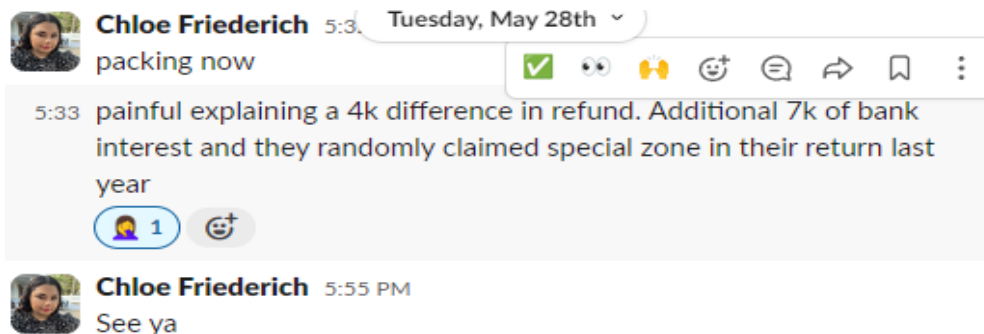 Chloe Friederich 5:3
Tuesday, May 28th
packing now
5:33 painful explaining a 4k difference in refund. Additional 7k of bank
interest and they randomly claimed special zone in their return last
year
1
Chloe Friederich 5:55 PM
See ya